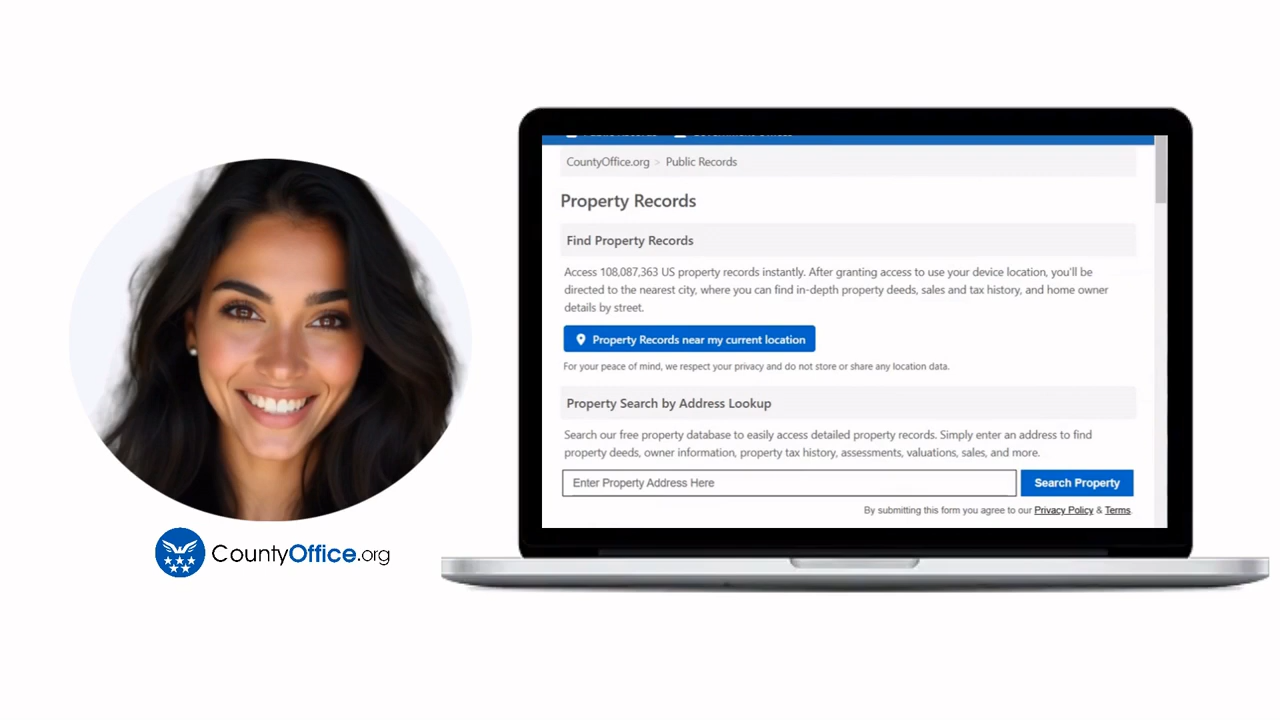 CountyOffice.org
CountyOffice.org > Public Records
Property Records
Find Property Records
Access 108,087,363 US property records instantly. After granting access to use your device location, you'll be
directed to the nearest city, where you can find in-depth property deeds, sales and tax history, and home owner
details by street.
Property Records near my current location
For your peace of mind, we respect your privacy and do not store or share any location data.
Property Search by Address Lookup
Search our free property database to easily access detailed property records. Simply enter an address to find
property deeds, owner information, property tax history, assessments, valuations, sales, and more.
Enter Property Address Here
Search Property
By submitting this form you agree to our Privacy Policy & Terms.